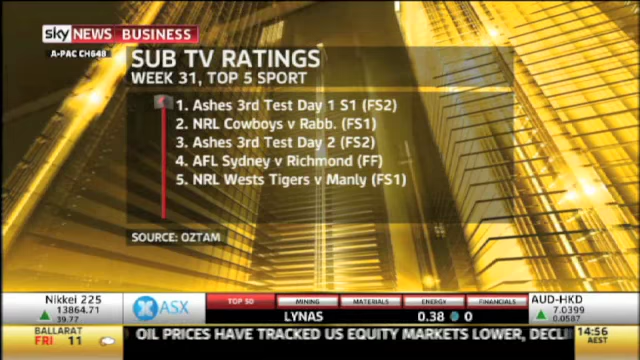 sky NEWS BUSINESS
A-PAC CH648
SUB TV RATINGS
WEEK 31, TOP 5 SPORT
1. Ashes 3rd Test Day 1 S1 (FS2)
2. NRL Cowboys v Rabb. (FS1)
3. Ashes 3rd Test Day 2 (FS2)
4. AFL Sydney v Richmond (FF)
5. NRL Wests Tigers v Manly (FS1)
SOURCE: OZTAM
Nikkei 225
13864.71
39.77
ASX
TOP 50 MINING MATERIALS ENERGY FINANCIALS
LYNAS 0.38 0
AUD-HKD
7.0399
0.0587
BALLARAT
FRI 11
OIL PRICES HAVE TRACKED US EQUITY MARKETS LOWER, DECLI
14:56
AEST